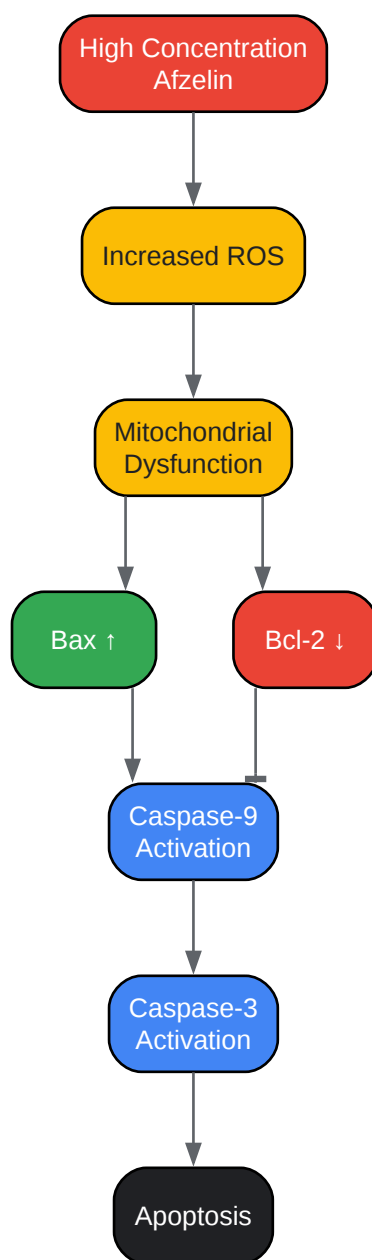 High Concentration
Afzelin
Increased ROS
Mitochondrial
Dysfunction
Bax ↑
Bcl-2 ↓
Caspase-9
Activation
Caspase-3
Activation
Apoptosis